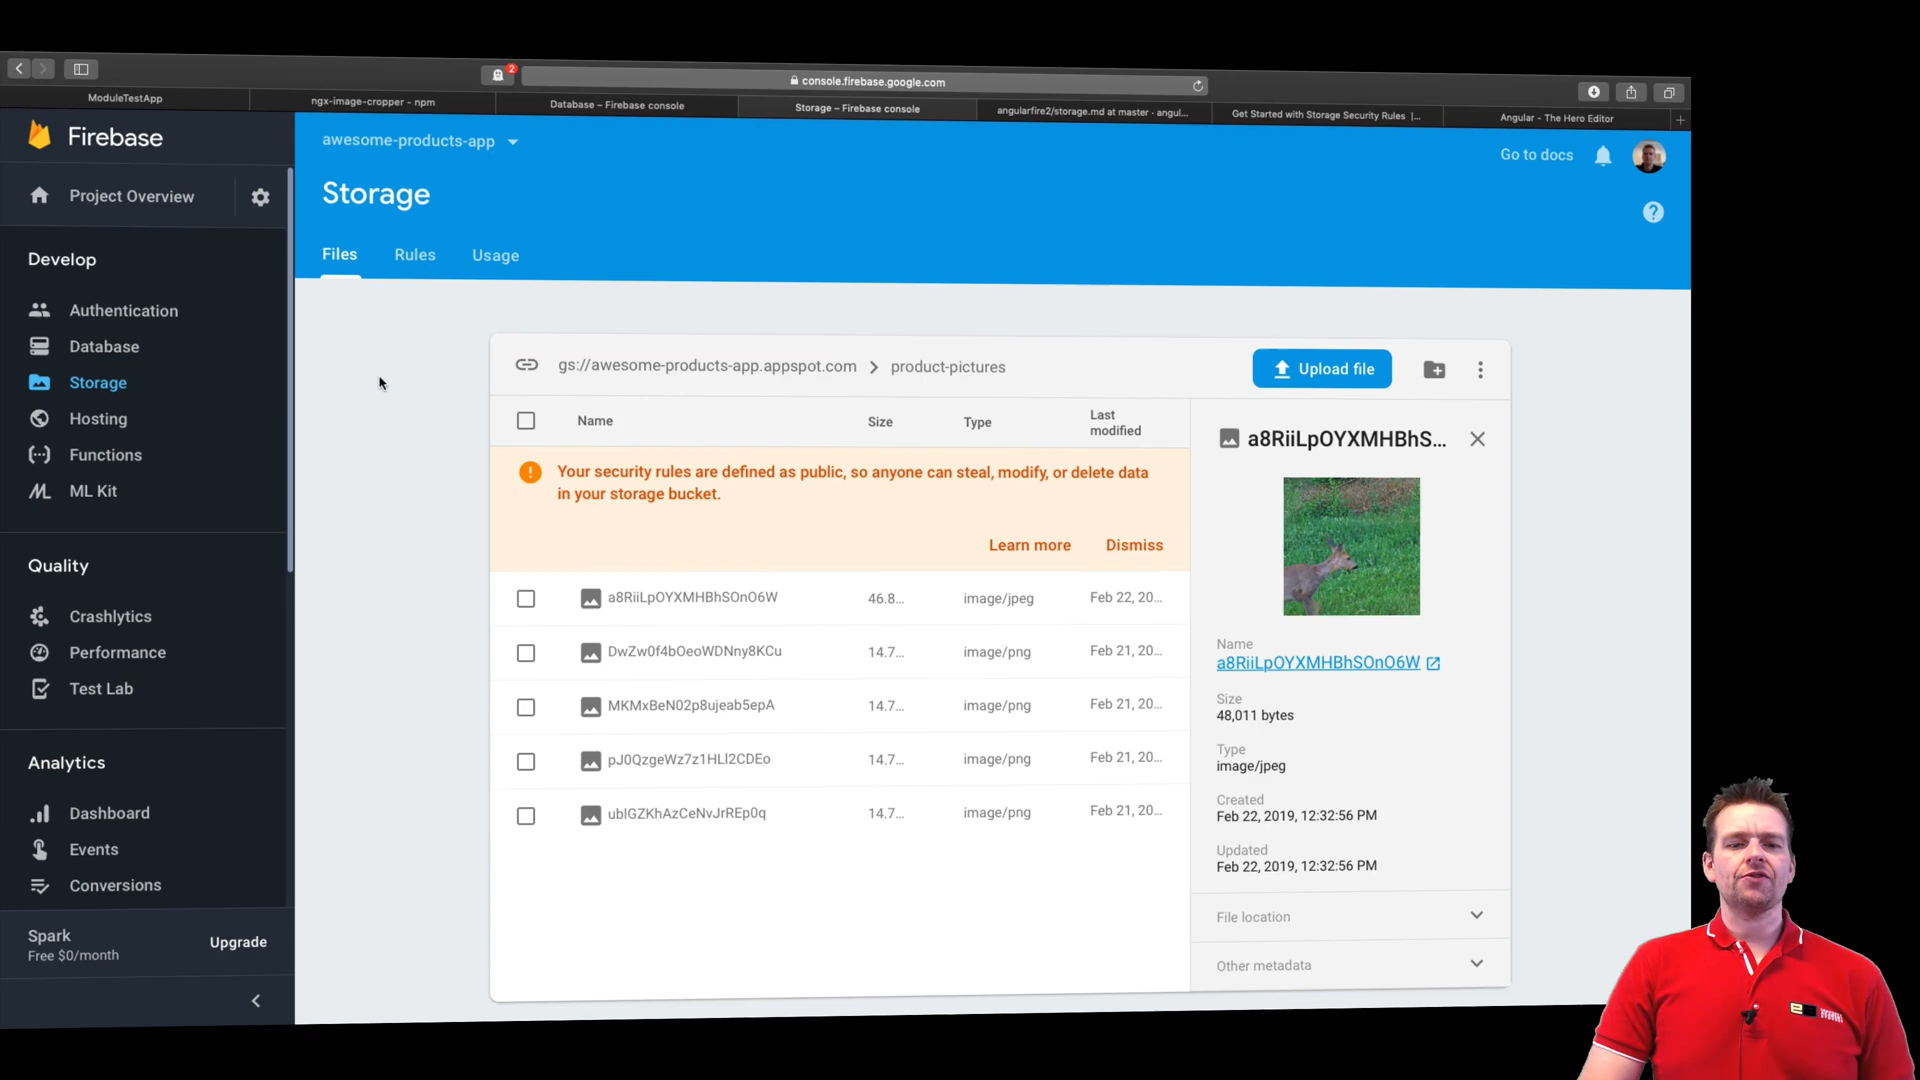 2
console.firebase.google.com
ModuleTestApp
ngx-image-cropper - npm
Database – Firebase console
Storage – Firebase console
angularfire2/storage.md at master · angul...
Get Started with Storage Security Rules |...
Angular - The Hero Editor
Firebase
awesome-products-app
Go to docs
Project Overview
Storage
?
Files Rules Usage
Develop
Authentication
Database
Storage
Hosting
Functions
ML Kit
Quality
Crashlytics
Performance
Test Lab
Analytics
Dashboard
Events
Conversions
Spark
Free $0/month
Upgrade
gs://awesome-products-app.appspot.com > product-pictures
Upload file
Name Size Type Last modified
Your security rules are defined as public, so anyone can steal, modify, or delete data
in your storage bucket.
Learn more Dismiss
a8RiiLpOYXMHBhSOnO6W 46.8... image/jpeg Feb 22, 20...
DwZw0f4bOeoWDNny8KCu 14.7... image/png Feb 21, 20...
MKMxBeN02p8ujeab5epA 14.7... image/png Feb 21, 20...
pJ0QzgeWz7z1HLl2CDEo 14.7... image/png Feb 21, 20...
ublGZKhAzCeNvJrREp0q 14.7... image/png Feb 21, 20...
a8RiiLpOYXMHBhS...
Name
a8RiiLpOYXMHBhSOnO6W
Size
48,011 bytes
Type
image/jpeg
Created
Feb 22, 2019, 12:32:56 PM
Updated
Feb 22, 2019, 12:32:56 PM
File location
Other metadata